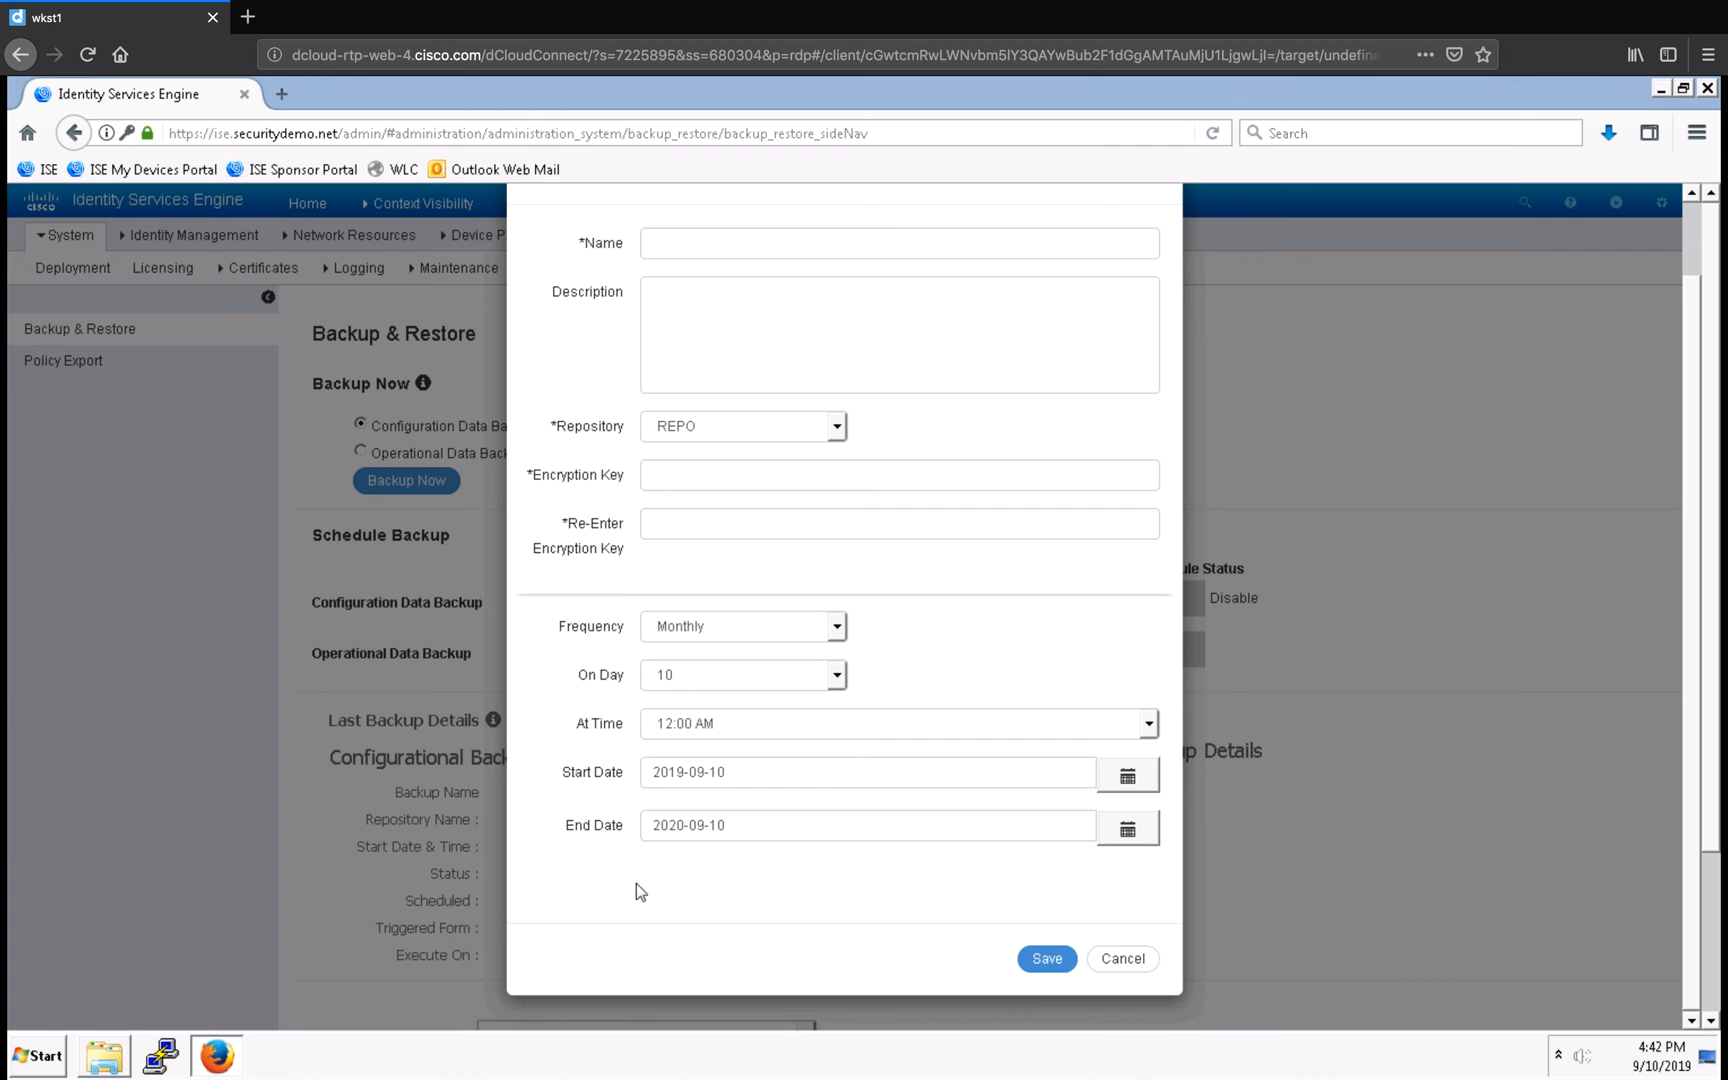 wkst1
dcloud-rtp-web-4.cisco.com/dCloudConnect/?s=7225895&ss=680304&p=rdp#/client/cGwtcmRwLWNvbm5lY3QAYwBub2F1dGgAMTAuMjU1LjgwLjI=/target/undefine
Identity Services Engine
https://ise.securitydemo.net/admin/#administration/administration_system/backup_restore/backup_restore_sideNav
Search
ISE ISE My Devices Portal ISE Sponsor Portal WLC Outlook Web Mail
cisco Identity Services Engine Home Context Visibility
System Identity Management Network Resources Device P
Deployment Licensing Certificates Logging Maintenance
Backup & Restore
Policy Export
Backup & Restore
Backup Now
Configuration Data Ba
Operational Data Back
Backup Now
Schedule Backup
ule Status
Configuration Data Backup
Disable
Operational Data Backup
Last Backup Details
Configurational Back
up Details
Backup Name
Repository Name :
Start Date & Time :
Status :
Scheduled :
Triggered Form :
Execute On :
*Name
Description
*Repository REPO
*Encryption Key
*Re-Enter
Encryption Key
Frequency Monthly
On Day 10
At Time 12:00 AM
Start Date 2019-09-10
End Date 2020-09-10
Save Cancel
Start
4:42 PM
9/10/2019